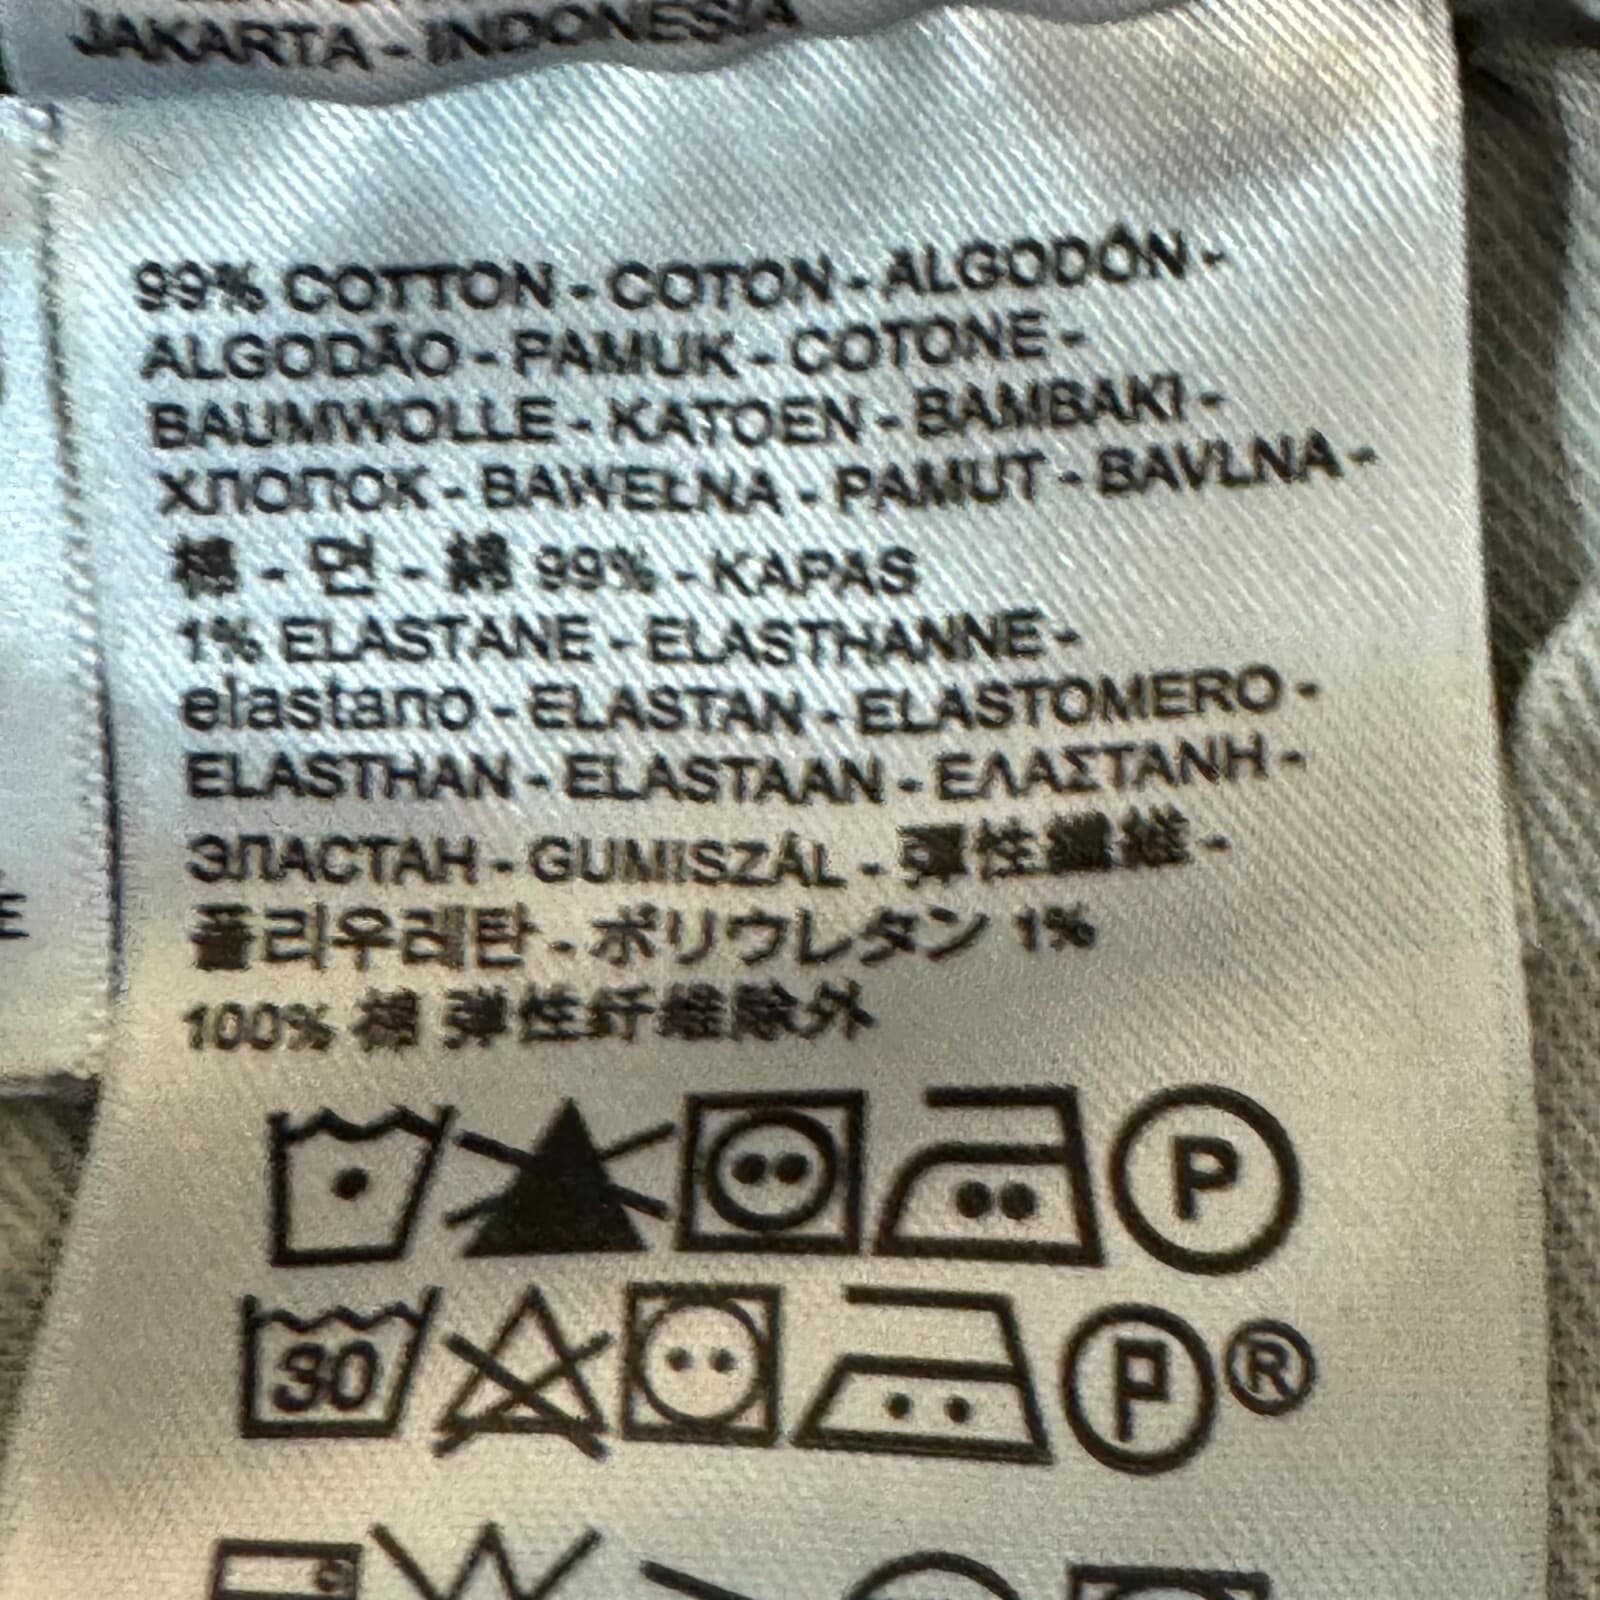 JAKARTA - INDONESIA
99% COTTON - COTON - ALGODÓN -
ALGODÃO - PAMUK - COTONE -
BAUMWOLLE - KATOEN - BAMBAKI -
ХЛОПОК - BAWEŁNA - PAMUT - BAVLNA -
棉 - 면 - 綿 99% - KAPAS
1% ELASTANE - ELASTHANNE -
elastano - ELASTAN - ELASTOMERO -
ELASTHAN - ELASTAAN - ΕΛΑΣΤΑΝΗ -
ЭЛАСТАН - GUMISZÁL - 彈性纖維 -
폴리우레탄 - ポリウレタン 1%
100% 棉 弹性纤维除外
P
30 P ®
E